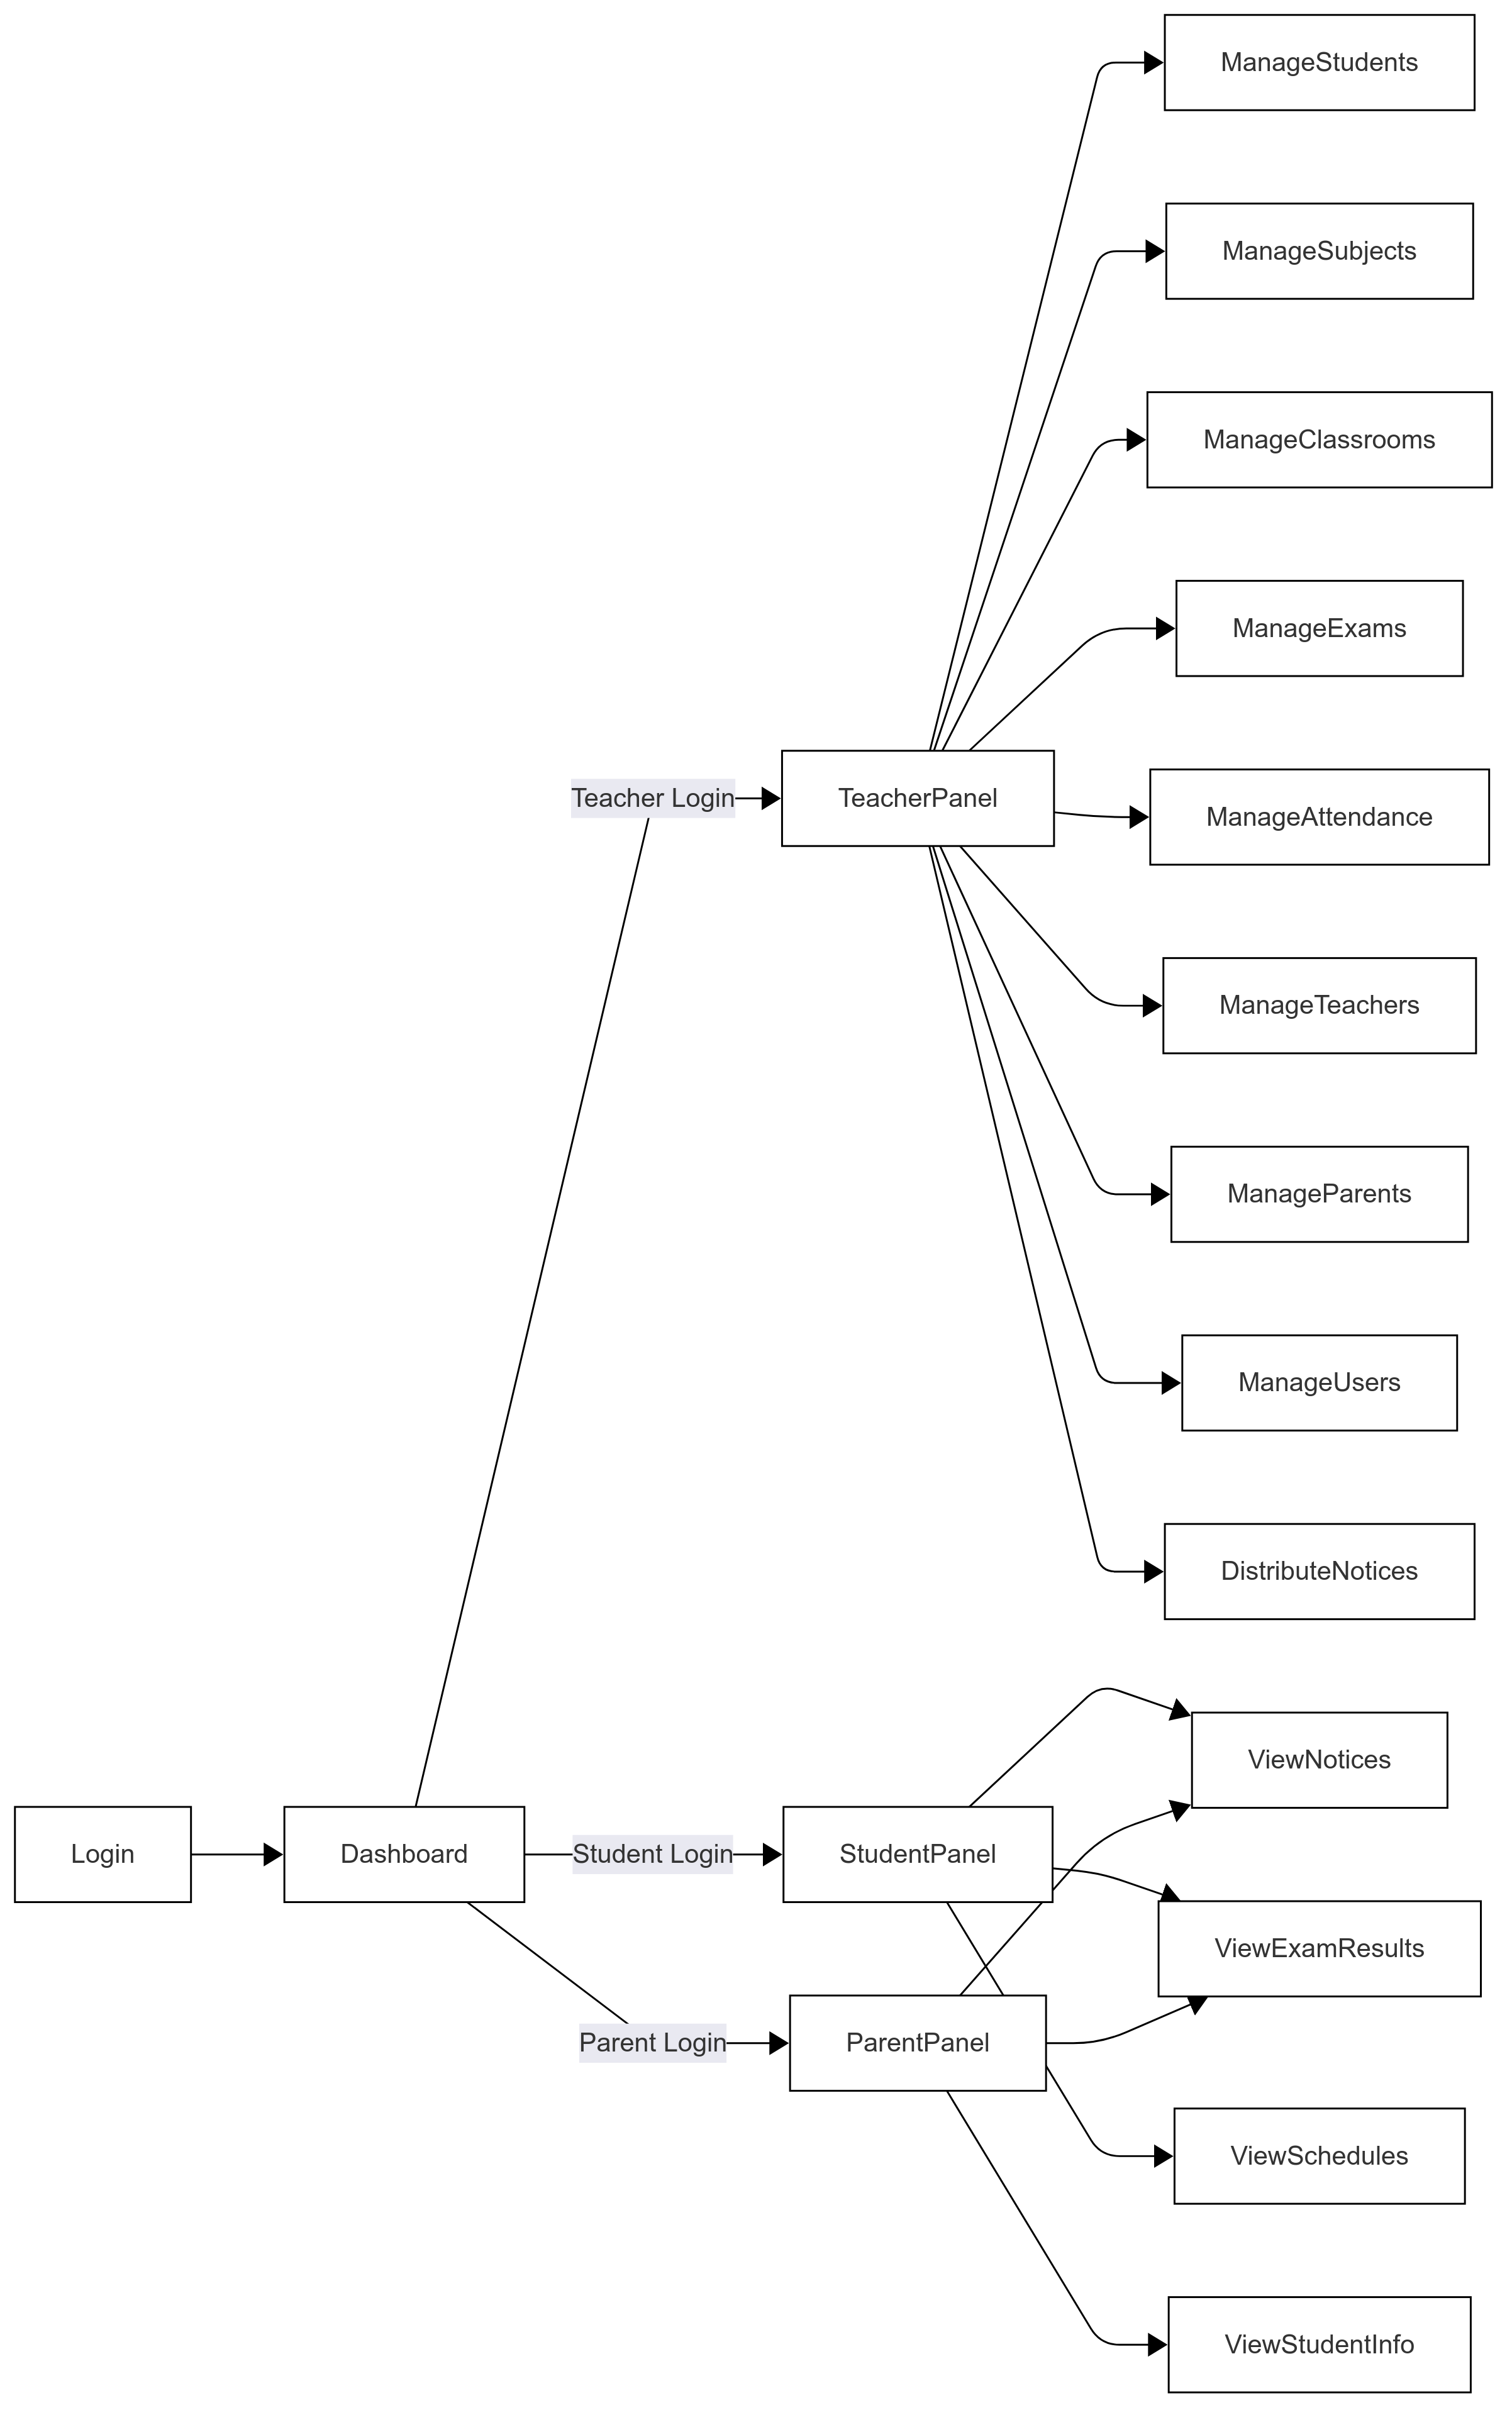 ManageStudents
ManageSubjects
ManageClassrooms
ManageExams
Teacher Login
TeacherPanel
ManageAttendance
ManageTeachers
ManageParents
ManageUsers
DistributeNotices
ViewNotices
Login
Dashboard
Student Login
StudentPanel
ViewExamResults
Parent Login
ParentPanel
ViewSchedules
ViewStudentInfo